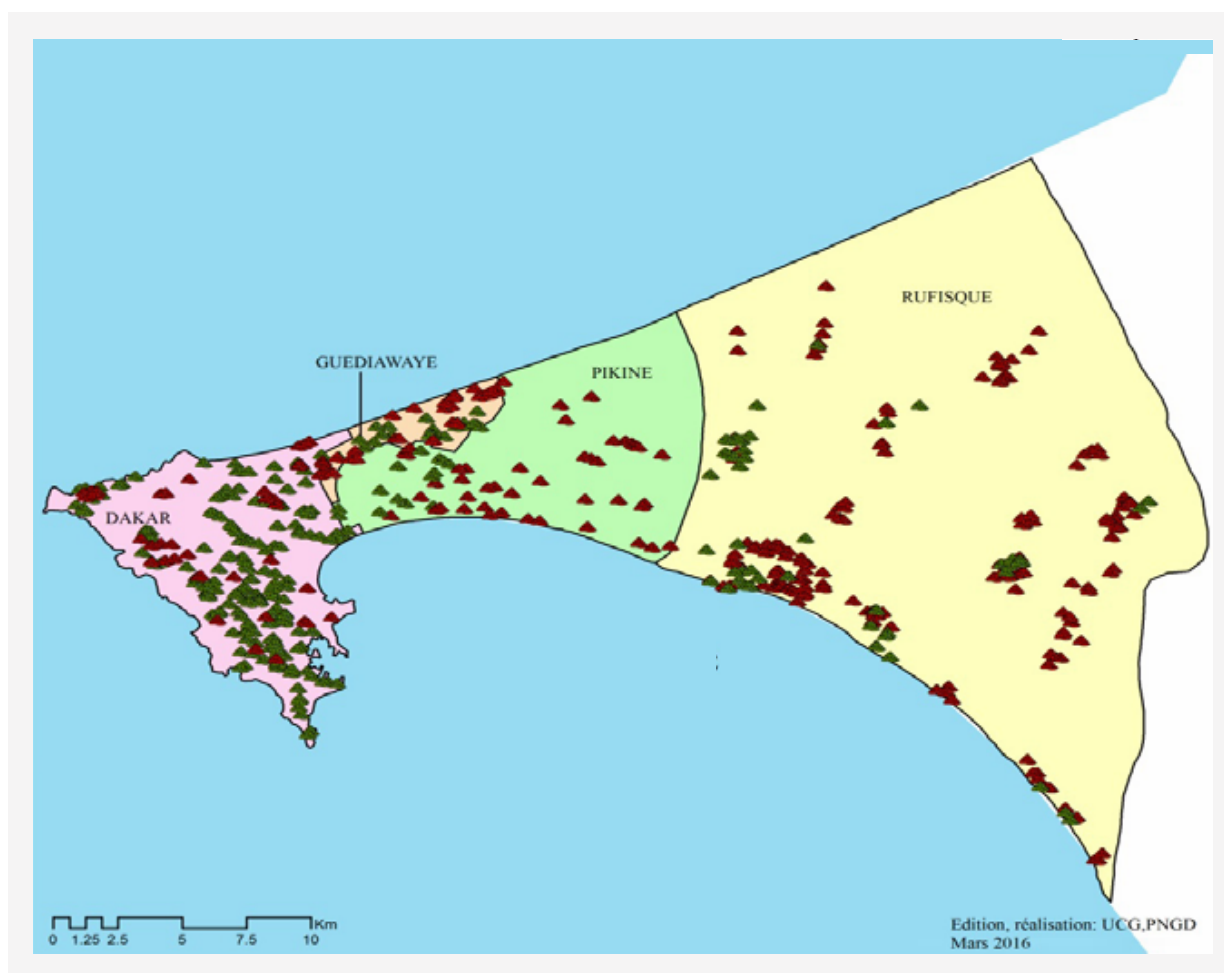 RUFISQUE
GUEDIAWAYE
PIKINE
DAKAR
Km
0 1.25 2.5 5 7.5 10
Edition, réalisation: UCG,PNGD
Mars 2016